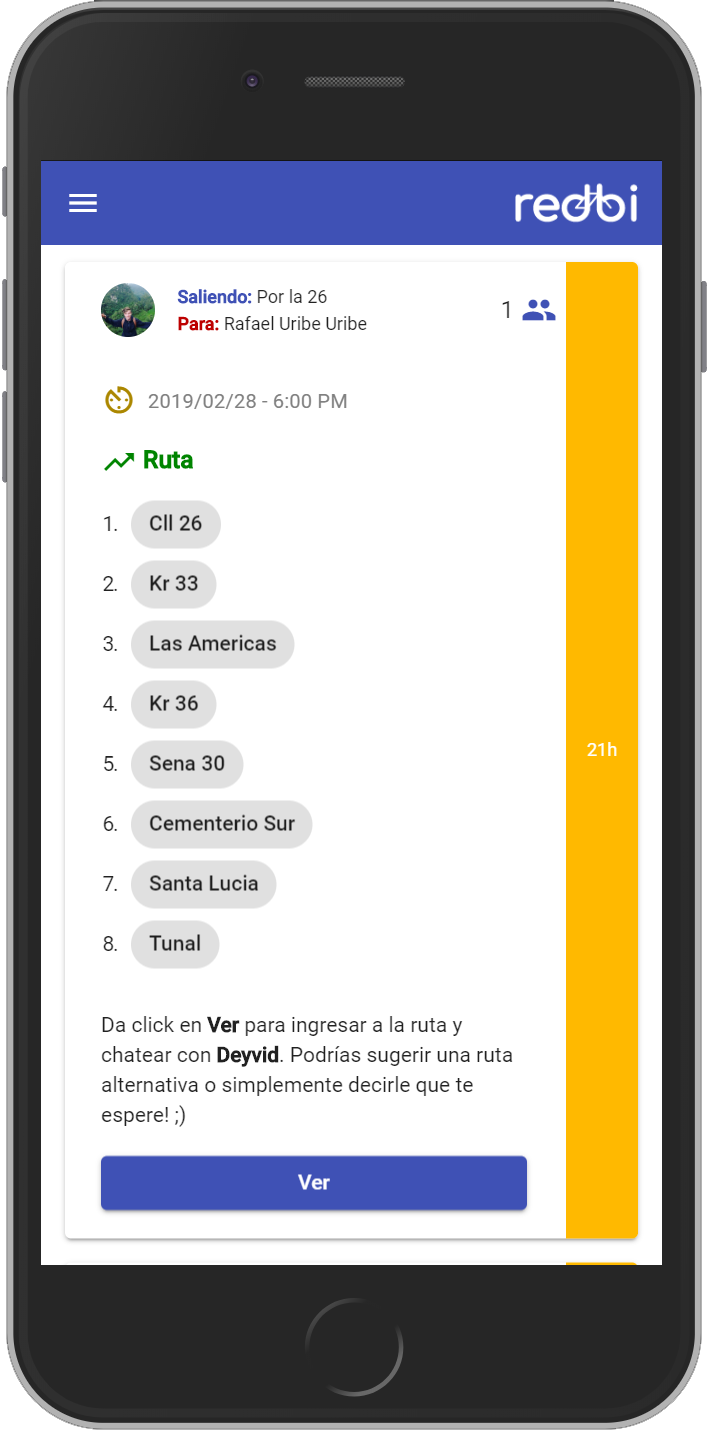 redbi
Saliendo: Por la 26
Para: Rafael Uribe Uribe
1
2019/02/28 - 6:00 PM
Ruta
1. Cll 26
2. Kr 33
3. Las Americas
4. Kr 36
5. Sena 30
6. Cementerio Sur
7. Santa Lucia
8. Tunal
21h
Da click en Ver para ingresar a la ruta y
chatear con Deyvid. Podrías sugerir una ruta
alternativa o simplemente decirle que te
espere! ;)
Ver